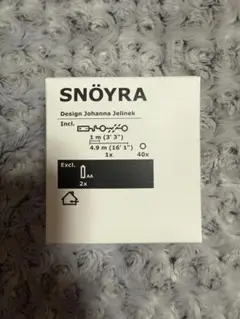 SNÖYRA
Design Johanna Jelinek
Incl.
1 m (3' 3")
4.9 m (16' 1")
1x 40x
Excl.
AA
2x